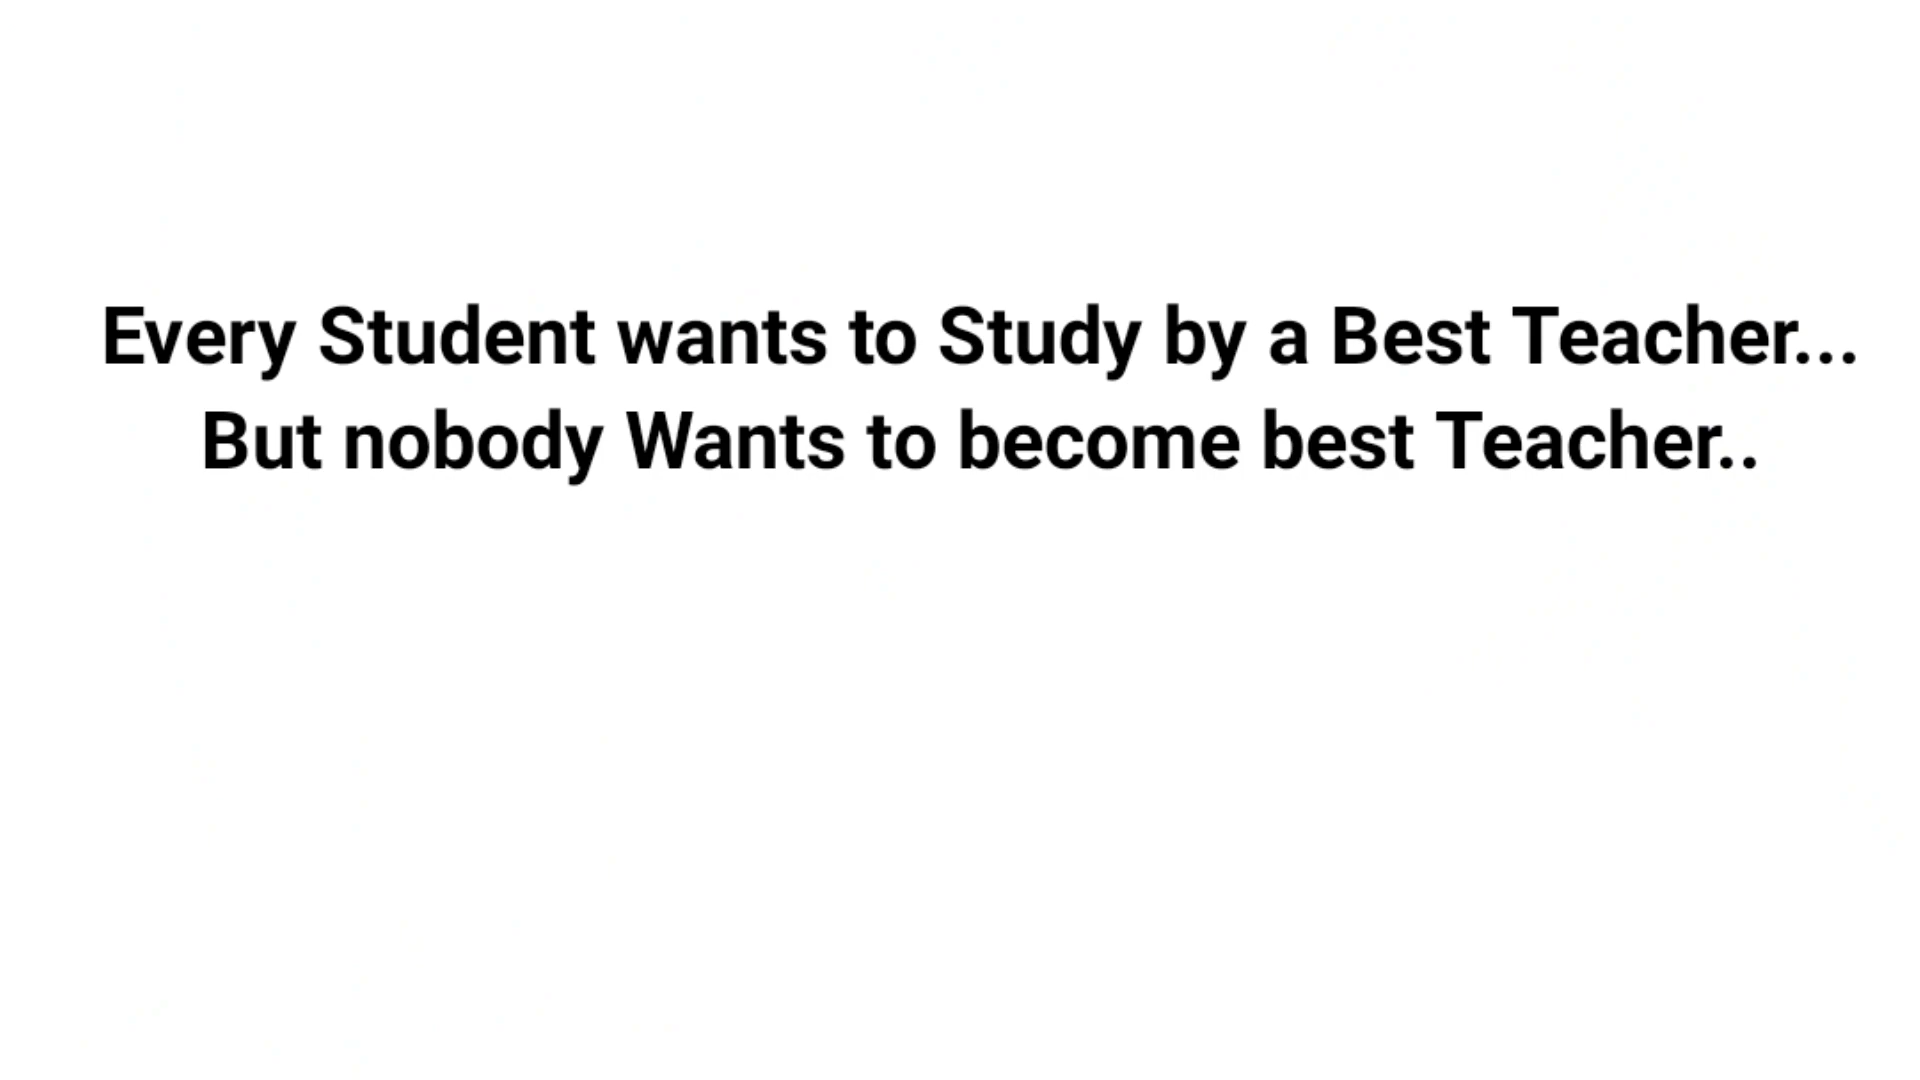 Every Student wants to Study by a Best Teacher...
But nobody Wants to become best Teacher..